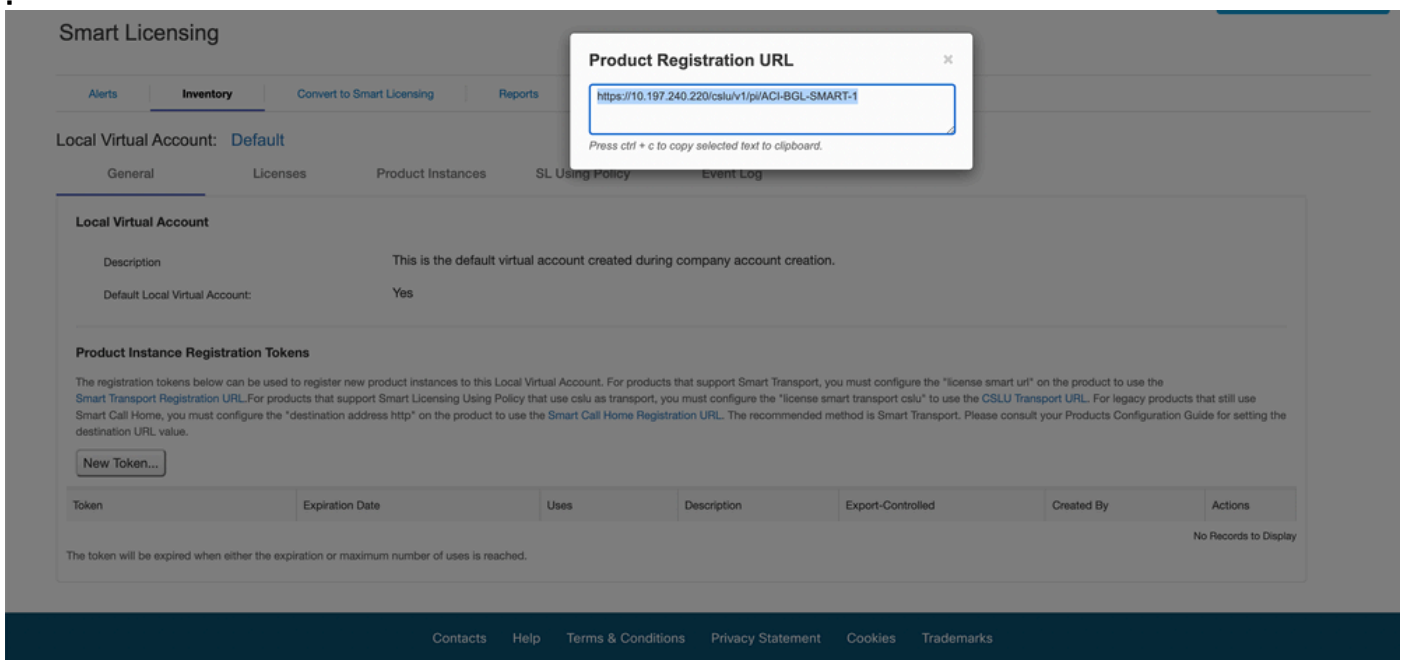 .
Smart Licensing
Product Registration URL ×
https://10.197.240.220/cslu/v1/pi/ACI-BGL-SMART-1
Press ctrl + c to copy selected text to clipboard.
Alerts Inventory Convert to Smart Licensing Reports
Local Virtual Account: Default
General Licenses Product Instances SL Using Policy Event Log
Local Virtual Account
Description This is the default virtual account created during company account creation.
Default Local Virtual Account: Yes
Product Instance Registration Tokens
The registration tokens below can be used to register new product instances to this Local Virtual Account. For products that support Smart Transport, you must configure the "license smart url" on the product to use the
Smart Transport Registration URL.For products that support Smart Licensing Using Policy that use cslu as transport, you must configure the "license smart transport cslu" to use the CSLU Transport URL. For legacy products that still use
Smart Call Home, you must configure the "destination address http" on the product to use the Smart Call Home Registration URL. The recommended method is Smart Transport. Please consult your Products Configuration Guide for setting the
destination URL value.
New Token...
Token Expiration Date Uses Description Export-Controlled Created By Actions
No Records to Display
The token will be expired when either the expiration or maximum number of uses is reached.
Contacts Help Terms & Conditions Privacy Statement Cookies Trademarks